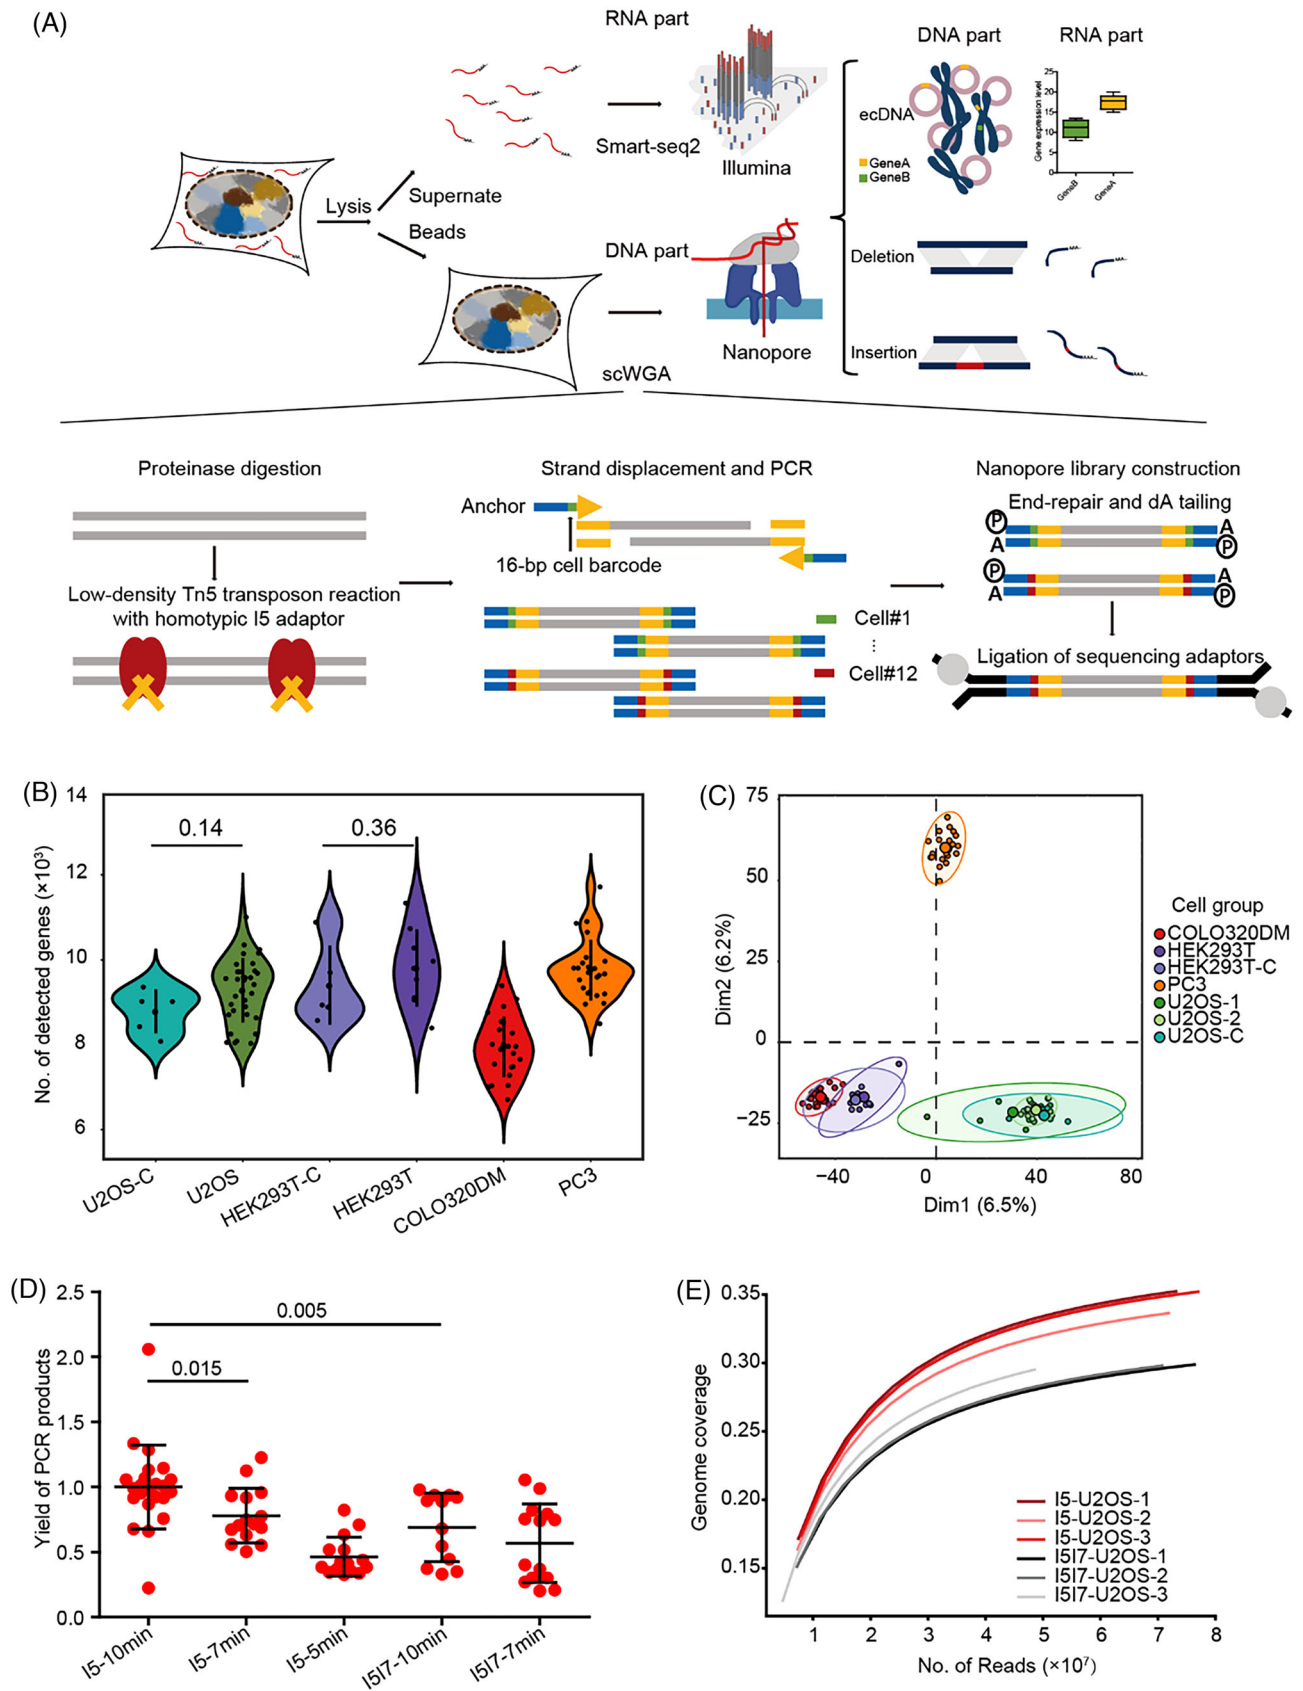 (A)
RNA part
Smart-seq2
Illumina
DNA part
RNA part
ecDNA
GeneA
GeneB
Gene expression level
25
20
15
10
5
0
GeneB
GeneA
Lysis
Supernate
Beads
DNA part
scWGA
Nanopore
Deletion
Insertion
Proteinase digestion
Low-density Tn5 transposon reaction
with homotypic I5 adaptor
Strand displacement and PCR
Anchor
16-bp cell barcode
Cell#1
Cell#12
Nanopore library construction
End-repair and dA tailing
P
A
A
P
P
A
A
P
Ligation of sequencing adaptors
(B)
No. of detected genes (×10³)
14
12
10
8
6
0.14
0.36
U2OS-C
U2OS
HEK293T-C
HEK293T
COLO320DM
PC3
(C)
Dim2 (6.2%)
75
50
25
0
−25
−40
0
40
80
Dim1 (6.5%)
Cell group
COLO320DM
HEK293T
HEK293T-C
PC3
U2OS-1
U2OS-2
U2OS-C
(D)
Yield of PCR products
2.5
2.0
1.5
1.0
0.5
0.0
0.005
0.015
I5-10min
I5-7min
I5-5min
I5I7-10min
I5I7-7min
(E)
Genome coverage
0.35
0.30
0.25
0.20
0.15
1
2
3
4
5
6
7
8
No. of Reads (×10⁷)
I5-U2OS-1
I5-U2OS-2
I5-U2OS-3
I5I7-U2OS-1
I5I7-U2OS-2
I5I7-U2OS-3